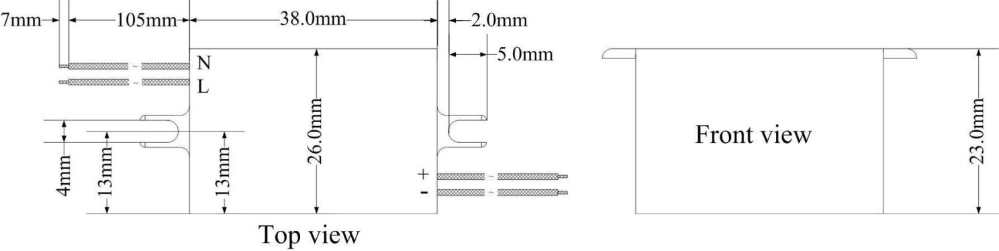 7mm
105mm
38.0mm
2.0mm
5.0mm
N
L
26.0mm
4mm
13mm
13mm
+
-
Top view
Front view
23.0mm